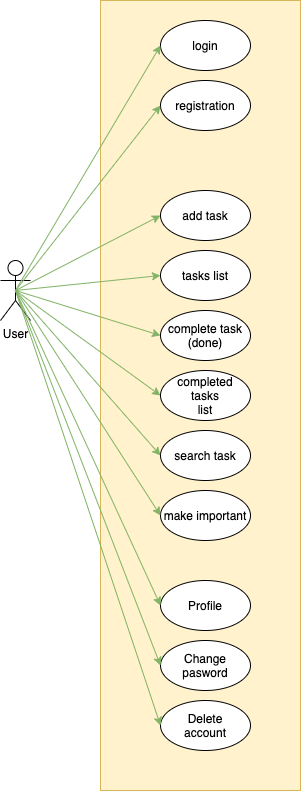 login
registration
add task
tasks list
User
complete task
(done)
completed
tasks
list
search task
make important
Profile
Change
pasword
Delete
account